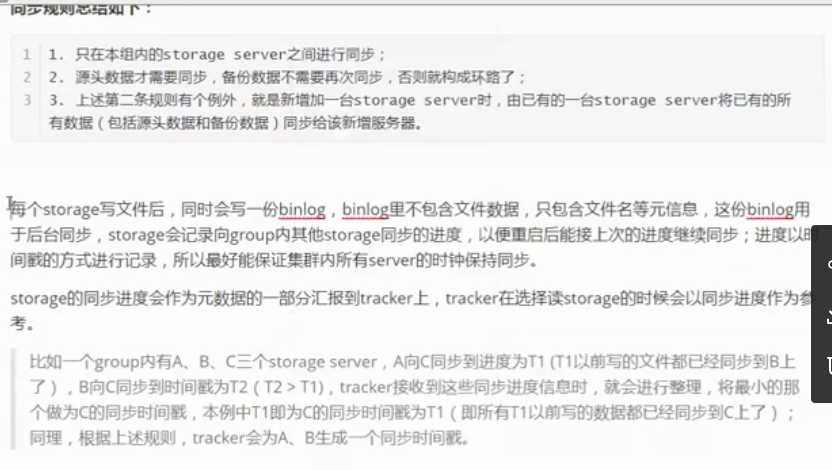 同步规则总结如下：
1 1. 只在本组内的storage server之间进行同步；
2 2. 源头数据才需要同步，备份数据不需要再次同步，否则就构成环路了；
3 3. 上述第二条规则有个例外，就是新增加一台storage server时，由已有的一台storage server将已有的所
有数据（包括源头数据和备份数据）同步给该新增服务器。
每个storage写文件后，同时会写一份binlog，binlog里不包含文件数据，只包含文件名等元信息，这份binlog用
于后台同步，storage会记录向group内其他storage同步的进度，以便重启后能接上次的进度继续同步；进度以时
间戳的方式进行记录，所以最好能保证集群内所有server的时钟保持同步。
storage的同步进度会作为元数据的一部分汇报到tracker上，tracker在选择读storage的时候会以同步进度作为参
考。
比如一个group内有A、B、C三个storage server，A向C同步到进度为T1 (T1以前写的文件都已经同步到B上
了），B向C同步到时间戳为T2（T2 > T1)，tracker接收到这些同步进度信息时，就会进行整理，将最小的那
个做为C的同步时间戳，本例中T1即为C的同步时间戳为T1（即所有T1以前写的数据都已经同步到C上了）；
同理，根据上述规则，tracker会为A、B生成一个同步时间戳。